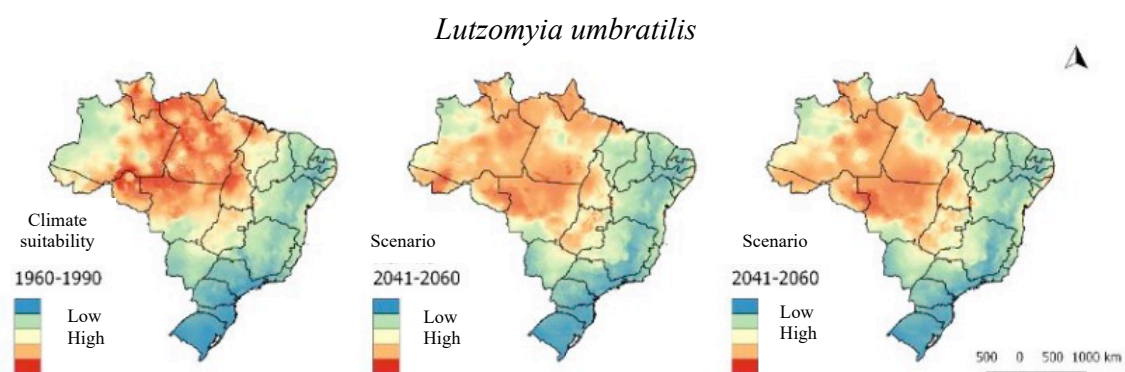 Lutzomyia umbratilis
Climate
suitability
1960-1990
Low
High
Scenario
2041-2060
Low
High
Scenario
2041-2060
Low
High
500 0 500 1000 km